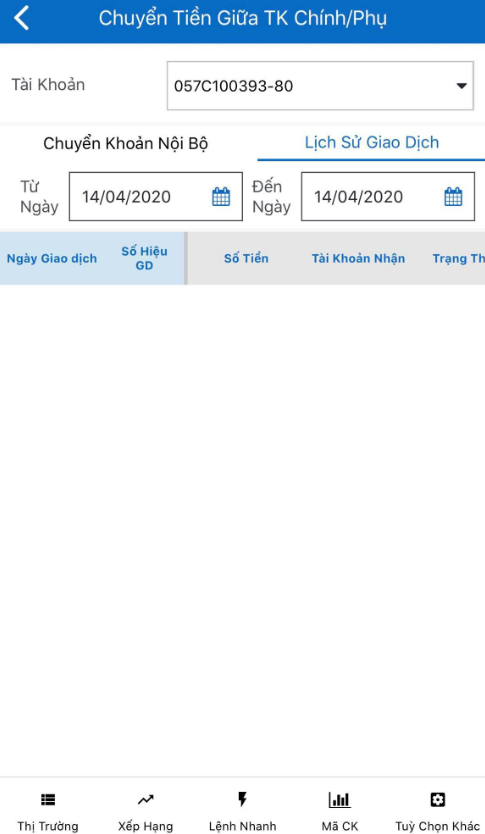 Chuyển Tiền Giữa TK Chính/Phụ
Tài Khoản
057C100393-80
Chuyển Khoản Nội Bộ
Lịch Sử Giao Dịch
Từ
Ngày
14/04/2020
Đến
Ngày
14/04/2020
Ngày Giao dịch
Số Hiệu
GD
Số Tiền
Tài Khoản Nhận
Trạng Th
Thị Trường
Xếp Hạng
Lệnh Nhanh
Mã CK
Tuỳ Chọn Khác